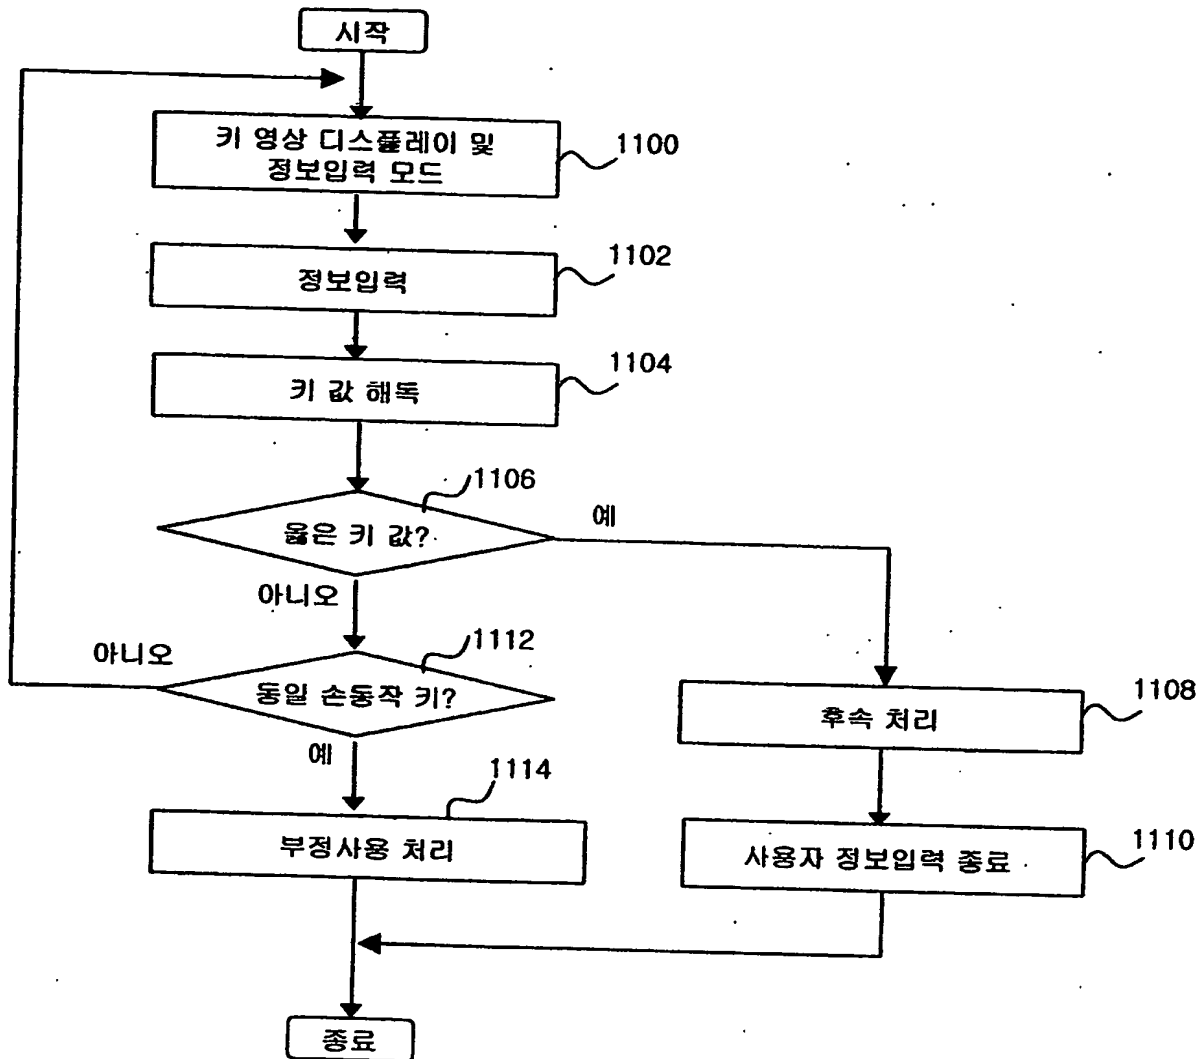 시작
키 영상 디스플레이 및
정보입력 모드
1100
정보입력
1102
키 값 해독
1104
옳은 키 값?
1106
예
아니오
동일 손동작 키?
1112
아니오
예
부정사용 처리
1114
후속 처리
1108
사용자 정보입력 종료
1110
종료